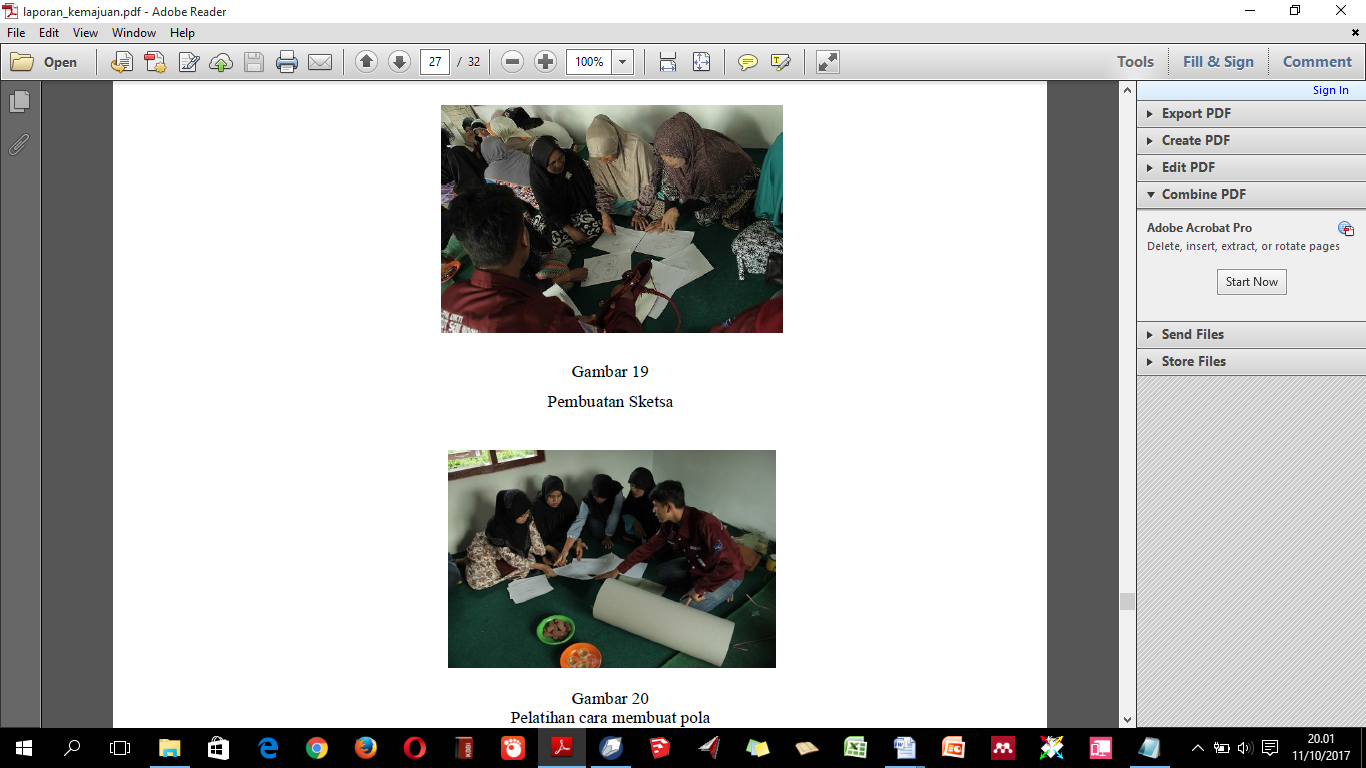 laporan_kemajuan.pdf - Adobe Reader
File Edit View Window Help
Open 27 / 32 100% Tools Fill & Sign Comment
Sign In
Export PDF
Create PDF
Edit PDF
Combine PDF
Adobe Acrobat Pro
Delete, insert, extract, or rotate pages
Start Now
Send Files
Store Files
Gambar 19
Pembuatan Sketsa
Gambar 20
Pelatihan cara membuat pola
20.01
11/10/2017